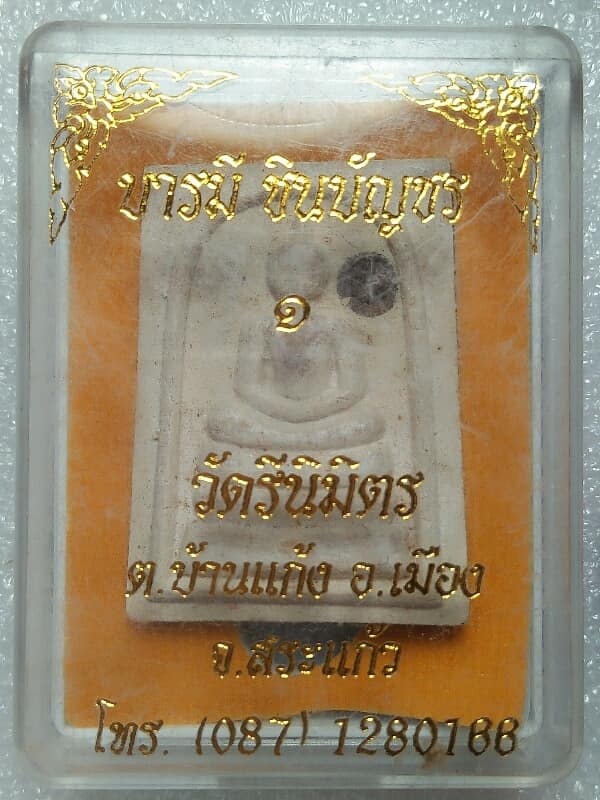 บารมี ชินบัญชร
๑
วัดรีนิมิตร
ต.บ้านแก้ง อ.เมือง
จ.สระแก้ว
โทร. (087) 1280166